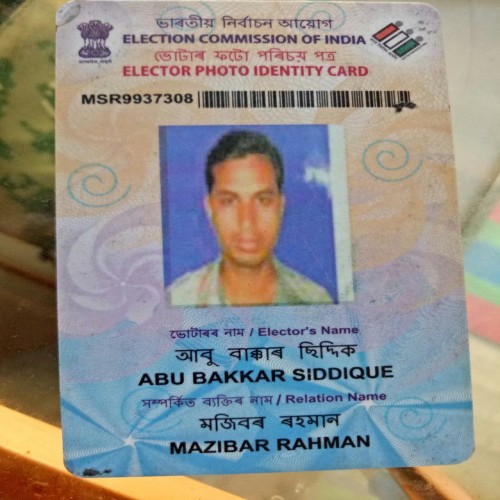 ভাৰতীয় নিৰ্বাচন আয়োগ
ELECTION COMMISSION OF INDIA
ভোটাৰ ফটো পৰিচয় পত্ৰ
ELECTOR PHOTO IDENTITY CARD
MSR9937308
ভোটাৰৰ নাম / Elector's Name
আবু বাক্কাৰ ছিদ্দিক
ABU BAKKAR SIDDIQUE
সম্পৰ্কিত ব্যক্তিৰ নাম / Relation Name
মজিবৰ ৰহমান
MAZIBAR RAHMAN